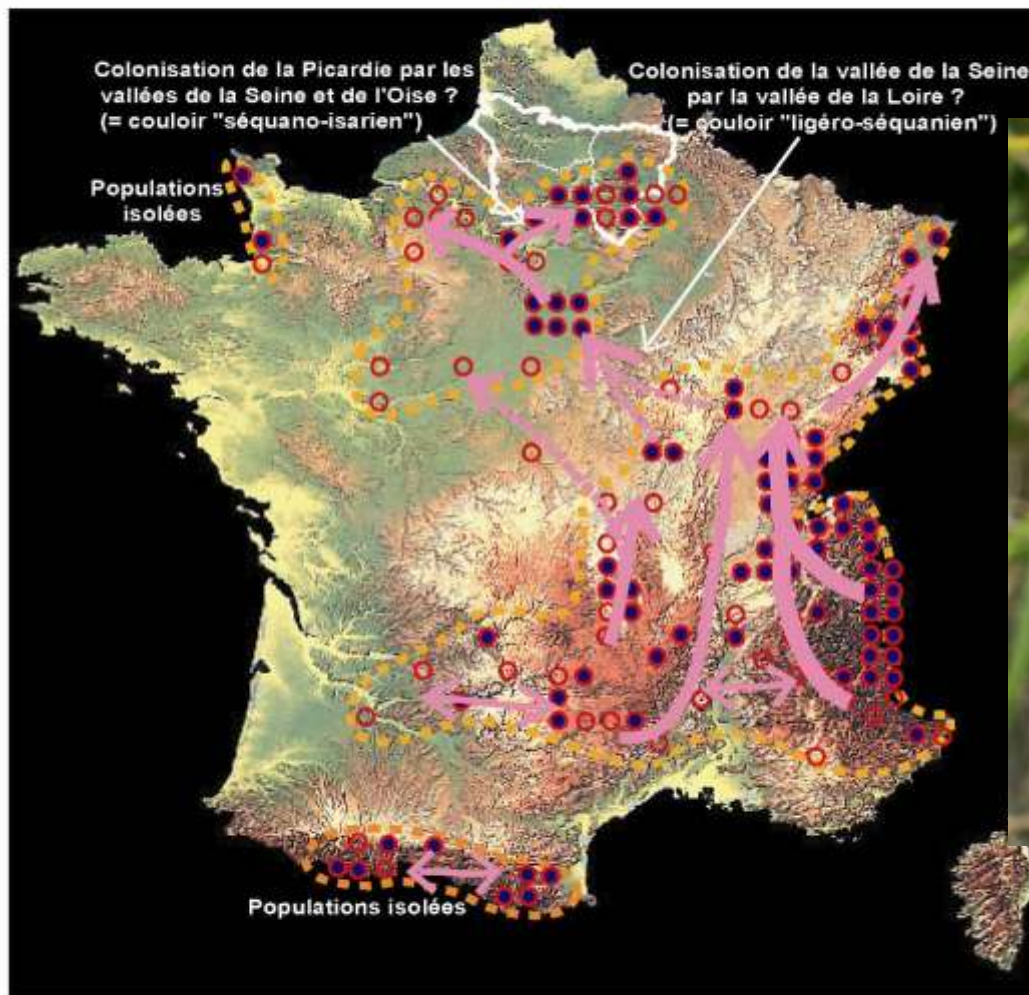 Colonisation de la Picardie par les
vallées de la Seine et de l'Oise ?
(= couloir "séquano-isarien")
Colonisation de la vallée de la Seine
par la vallée de la Loire ?
(= couloir "ligéro-séquanien")
Populations
isolées
Populations isolées